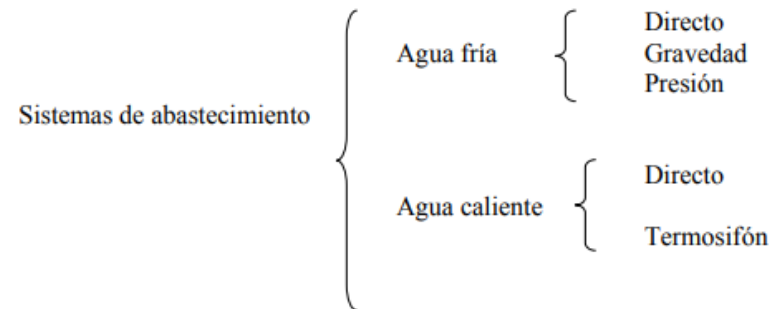 Sistemas de abastecimiento
Agua fría
Directo
Gravedad
Presión
Agua caliente
Directo
Termosifón